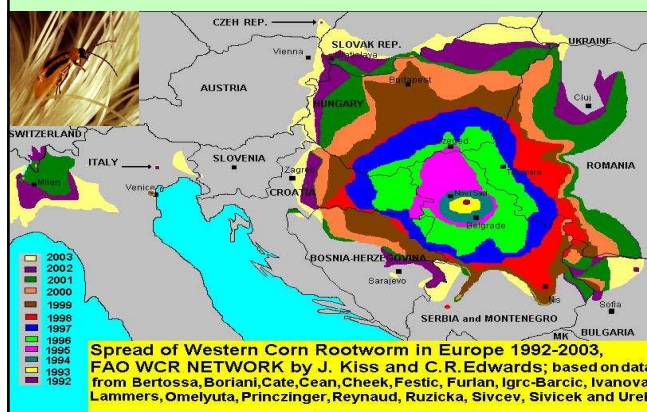 CZEH REP.
SLOVAK REP.
UKRAINE
Vienna
Bratislava
AUSTRIA
Budapest
HUNGARY
Cluj
SWITZERLAND
ITALY
SLOVENIA
Szeged
ROMANIA
Milan
Zagreb
Venice
CROATIA
Novi Sad
Belgrade
BOSNIA-HERZEGOVINA
Sarajevo
Nis
Sofia
SERBIA and MONTENEGRO
MK
BULGARIA
2003
2002
2001
2000
1999
1998
1997
1996
1995
1994
1993
1992
Spread of Western Corn Rootworm in Europe 1992-2003,
FAO WCR NETWORK by J. Kiss and C.R.Edwards; based on data
from Bertossa,Boriani,Cate,Cean,Cheek,Festic, Furlan, Igrc-Barcic, Ivanova
Lammers, Omelyuta, Princzinger, Reynaud, Ruzicka, Sivcev, Sivicek and Urek